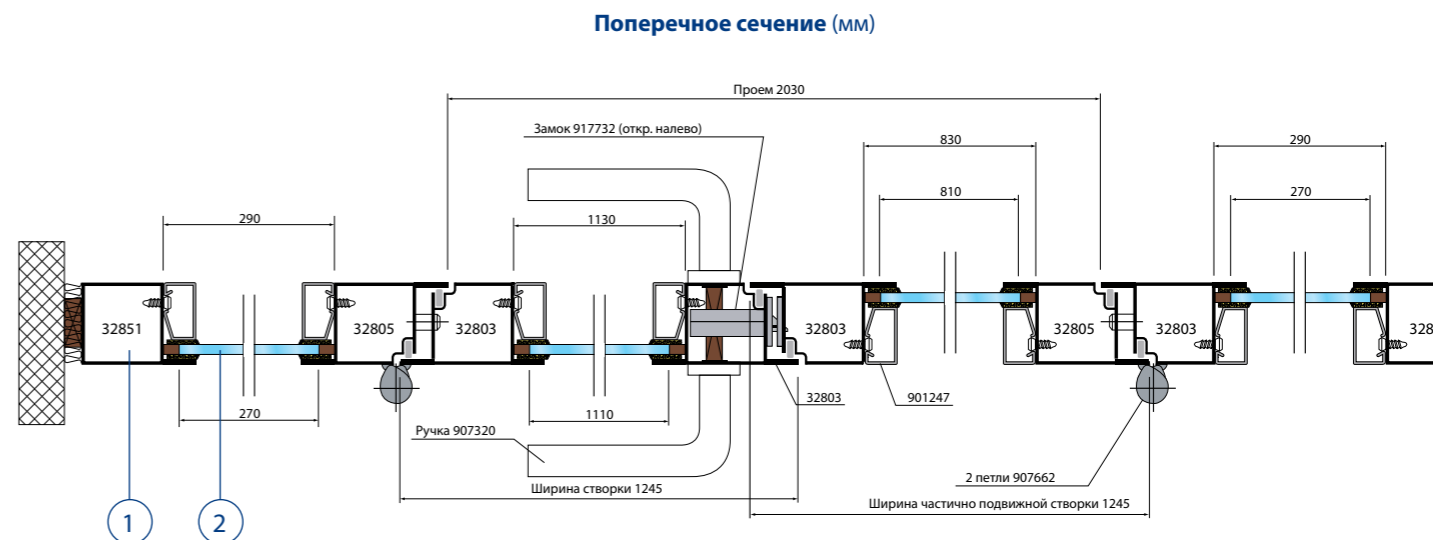 Поперечное сечение (мм)
Проем 2030
Замок 917732 (откр. налево)
830
290
810
270
290
1130
32851
32805
32803
32803
32805
32803
328
270
1110
32803
901247
Ручка 907320
2 петли 907662
Ширина створки 1245
Ширина частично подвижной створки 1245
1
2